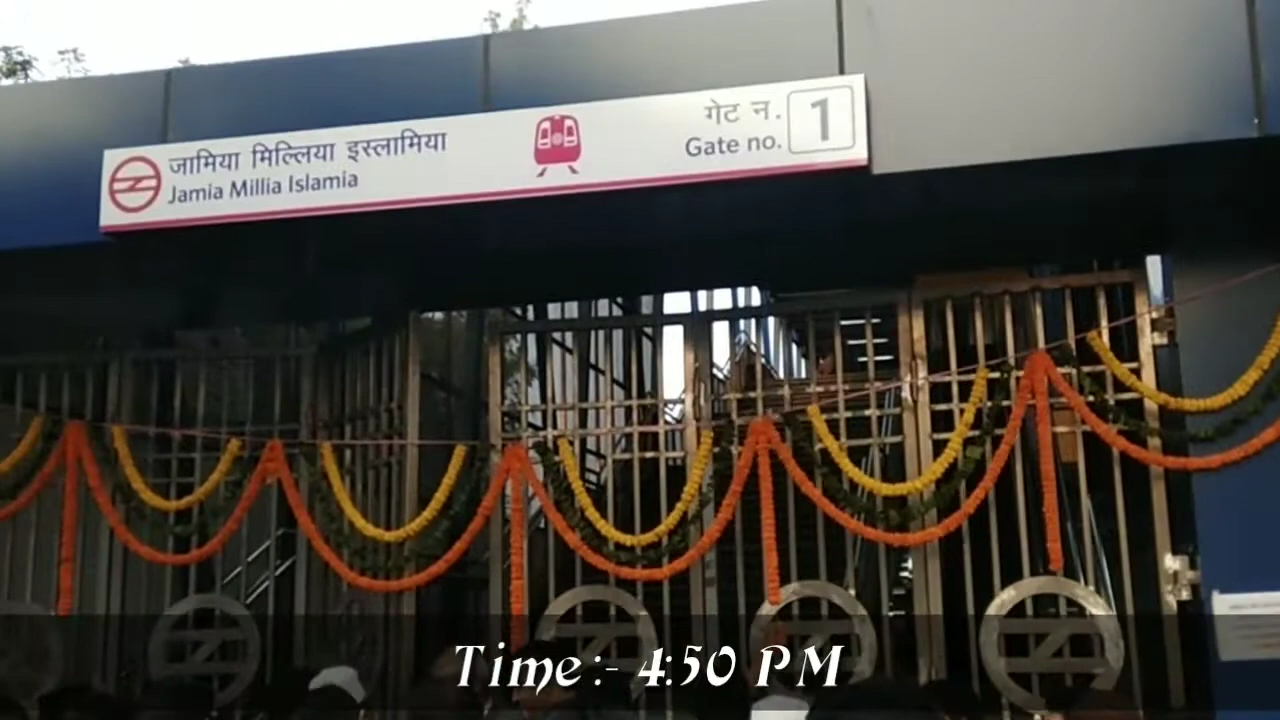 जामिया मिल्लिया इस्लामिया
Jamia Millia Islamia
गेट न.
Gate no.
1
Time:- 4:50 PM